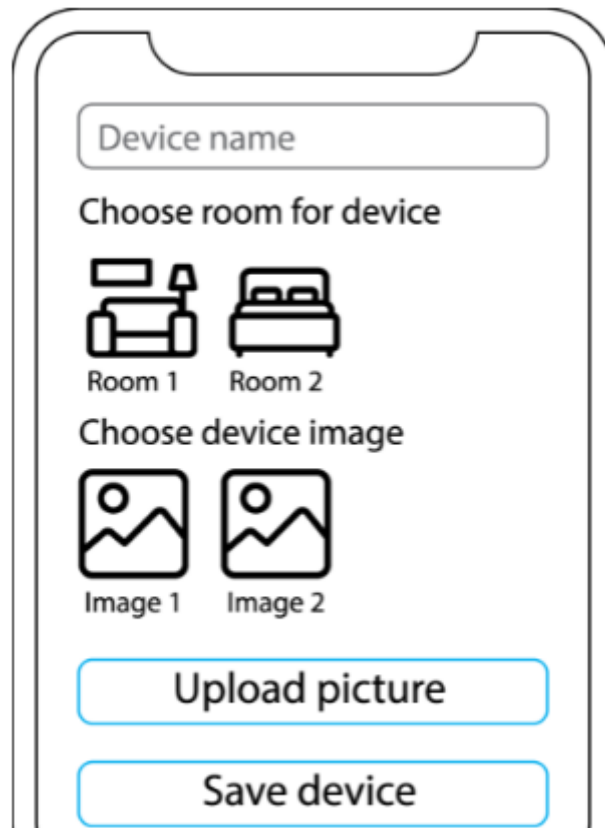 Device name
Choose room for device
Room 1 Room 2
Choose device image
Image 1 Image 2
Upload picture
Save device